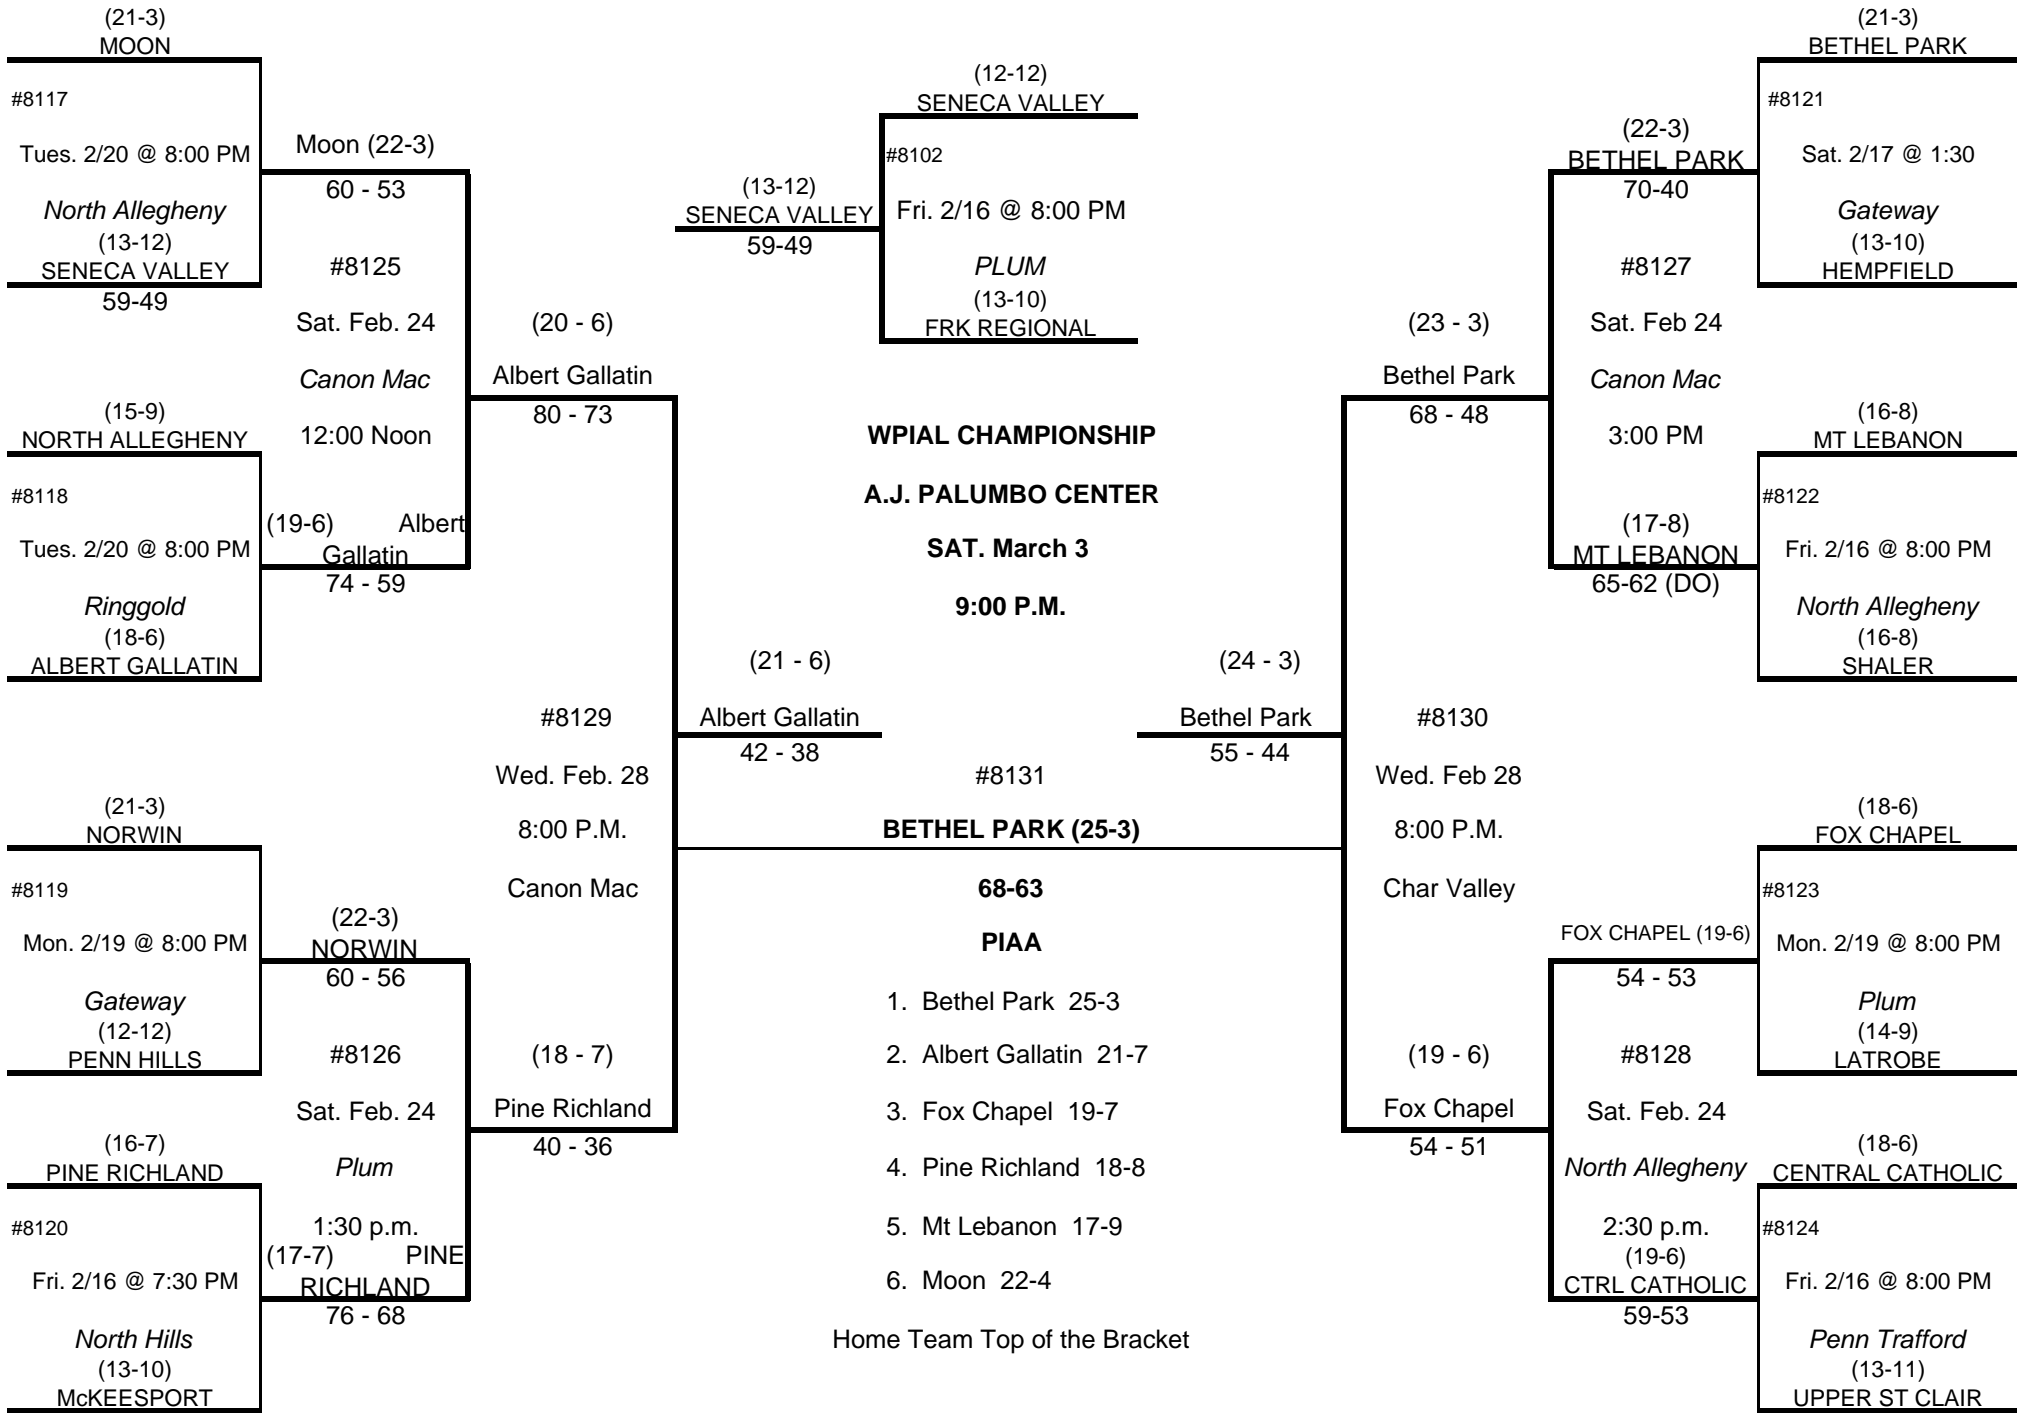 (21-3)
MOON
#8117
Tues. 2/20 @ 8:00 PM
North Allegheny
(13-12)
SENECA VALLEY
59-49
(15-9)
NORTH ALLEGHENY
#8118
Tues. 2/20 @ 8:00 PM
Ringgold
(18-6)
ALBERT GALLATIN
(21-3)
NORWIN
#8119
Mon. 2/19 @ 8:00 PM
Gateway
(12-12)
PENN HILLS
(16-7)
PINE RICHLAND
#8120
Fri. 2/16 @ 7:30 PM
North Hills
(13-10)
McKEESPORT
Moon (22-3)
60 - 53
#8125
Sat. Feb. 24
Canon Mac
12:00 Noon
(19-6) Albert
Gallatin
74 - 59
(22-3)
NORWIN
60 - 56
#8126
Sat. Feb. 24
Plum
1:30 p.m.
(17-7) PINE
RICHLAND
76 - 68
(20 - 6)
Albert Gallatin
80 - 73
#8129
Wed. Feb. 28
8:00 P.M.
Canon Mac
(18 - 7)
Pine Richland
40 - 36
(12-12)
SENECA VALLEY
#8102
Fri. 2/16 @ 8:00 PM
PLUM
(13-10)
FRK REGIONAL
(13-12)
SENECA VALLEY
59-49
WPIAL CHAMPIONSHIP
A.J. PALUMBO CENTER
SAT. March 3
9:00 P.M.
(21 - 6)
Albert Gallatin
42 - 38
(24 - 3)
Bethel Park
55 - 44
#8131
BETHEL PARK (25-3)
68-63
PIAA
1. Bethel Park 25-3
2. Albert Gallatin 21-7
3. Fox Chapel 19-7
4. Pine Richland 18-8
5. Mt Lebanon 17-9
6. Moon 22-4
Home Team Top of the Bracket
(23 - 3)
Bethel Park
68 - 48
#8130
Wed. Feb 28
8:00 P.M.
Char Valley
(19 - 6)
Fox Chapel
54 - 51
(22-3)
BETHEL PARK
70-40
#8127
Sat. Feb 24
Canon Mac
3:00 PM
(17-8)
MT LEBANON
65-62 (DO)
FOX CHAPEL (19-6)
54 - 53
#8128
Sat. Feb. 24
North Allegheny
2:30 p.m.
(19-6)
CTRL CATHOLIC
59-53
(21-3)
BETHEL PARK
#8121
Sat. 2/17 @ 1:30
Gateway
(13-10)
HEMPFIELD
(16-8)
MT LEBANON
#8122
Fri. 2/16 @ 8:00 PM
North Allegheny
(16-8)
SHALER
(18-6)
FOX CHAPEL
#8123
Mon. 2/19 @ 8:00 PM
Plum
(14-9)
LATROBE
(18-6)
CENTRAL CATHOLIC
#8124
Fri. 2/16 @ 8:00 PM
Penn Trafford
(13-11)
UPPER ST CLAIR